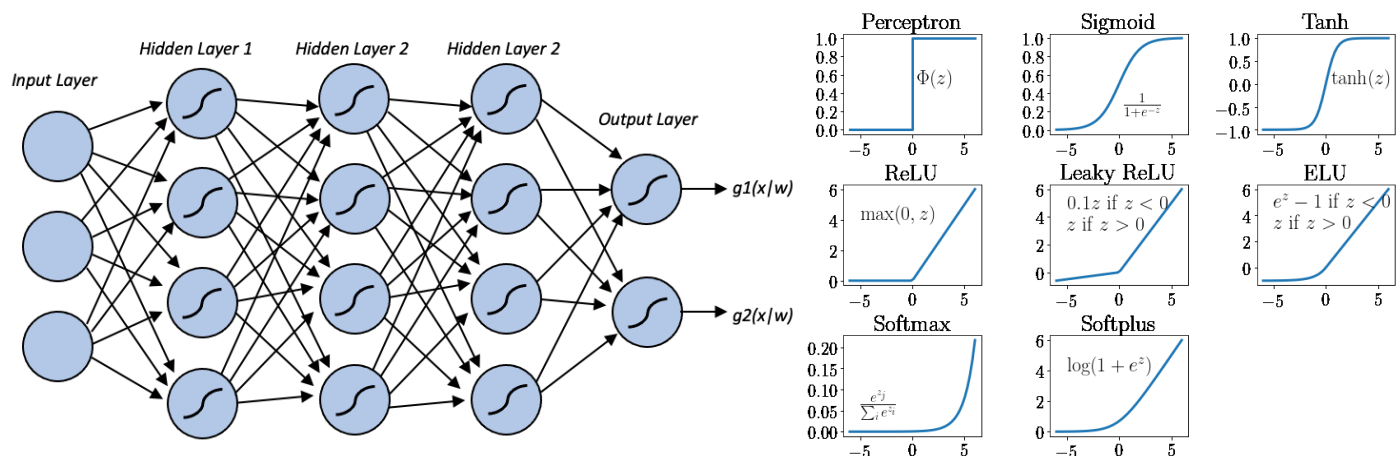 Input Layer
Hidden Layer 1
Hidden Layer 2
Hidden Layer 2
Output Layer
g1(x|w)
g2(x|w)
Perceptron
1.0
0.8
0.6
0.4
0.2
0.0
Φ(z)
−5 0 5
Sigmoid
1.0
0.8
0.6
0.4
0.2
0.0
1/(1+e^{−z})
−5 0 5
Tanh
1.0
0.5
0.0
−0.5
−1.0
tanh(z)
−5 0 5
ReLU
6
4
2
0
max(0, z)
−5 0 5
Leaky ReLU
6
4
2
0
0.1z if z < 0
z if z > 0
−5 0 5
ELU
6
4
2
0
e^z − 1 if z < 0
z if z > 0
−5 0 5
Softmax
0.20
0.15
0.10
0.05
0.00
e^{z_j}/∑_i e^{z_i}
−5 0 5
Softplus
6
4
2
0
log(1 + e^z)
−5 0 5